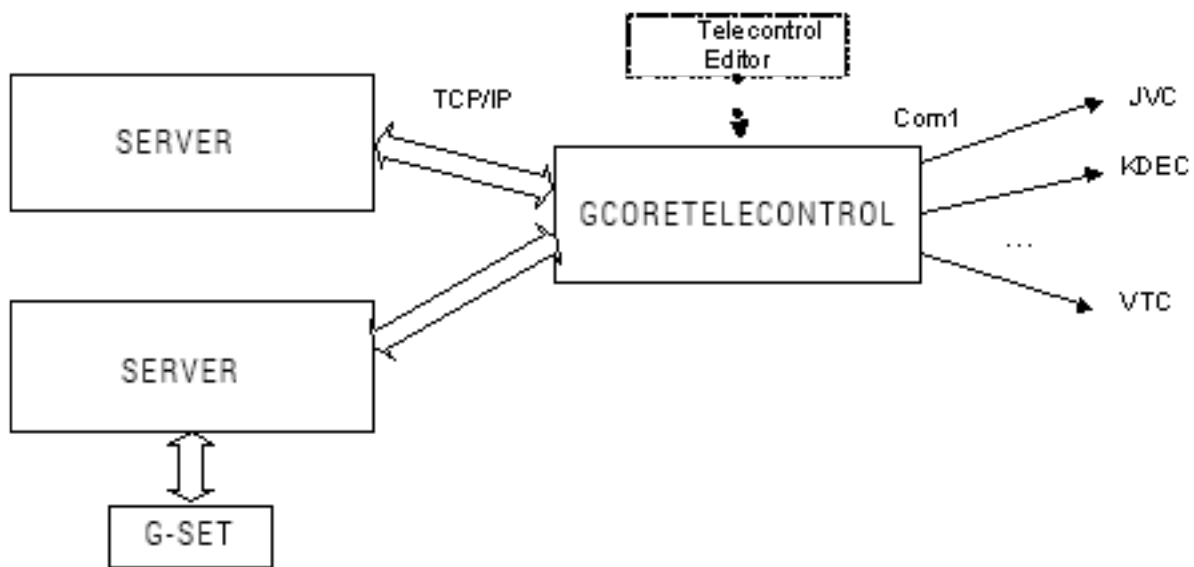 Telecontrol
Editor
TCP/IP
Com1
JVC
SERVER
KDEC
GCORETELECONTROL
...
VTC
SERVER
G-SET